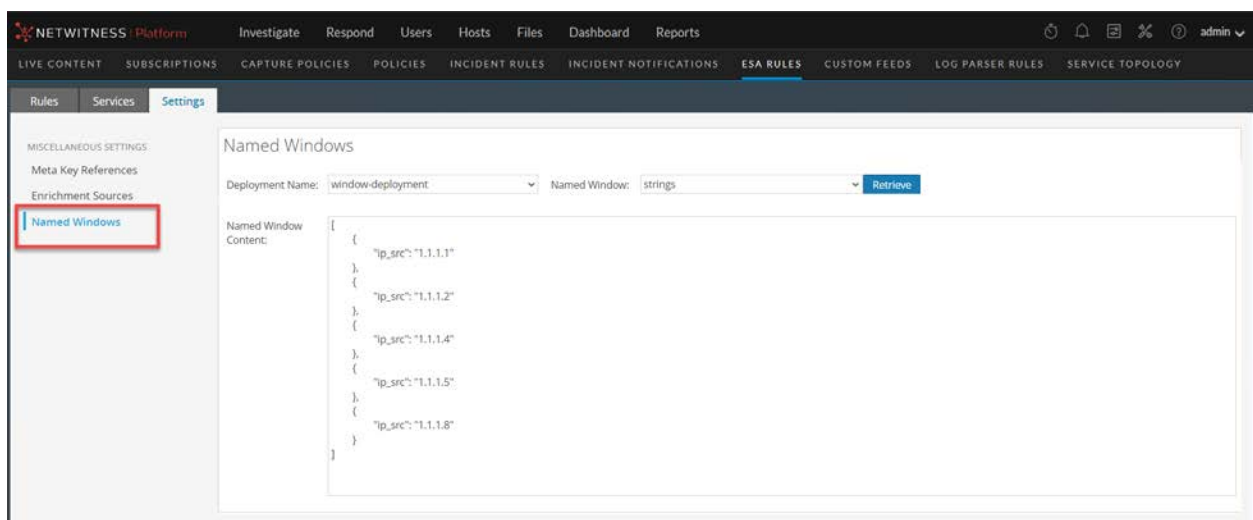 NETWITNESS Platform Investigate Respond Users Hosts Files Dashboard Reports admin
LIVE CONTENT SUBSCRIPTIONS CAPTURE POLICIES POLICIES INCIDENT RULES INCIDENT NOTIFICATIONS ESA RULES CUSTOM FEEDS LOG PARSER RULES SERVICE TOPOLOGY
Rules Services Settings
MISCELLANEOUS SETTINGS
Meta Key References
Enrichment Sources
Named Windows
Named Windows
Deployment Name: window-deployment Named Window: strings Retrieve
Named Window
Content:
[
{
"ip_src": "1.1.1.1"
},
{
"ip_src": "1.1.1.2"
},
{
"ip_src": "1.1.1.4"
},
{
"ip_src": "1.1.1.5"
},
{
"ip_src": "1.1.1.8"
}
]